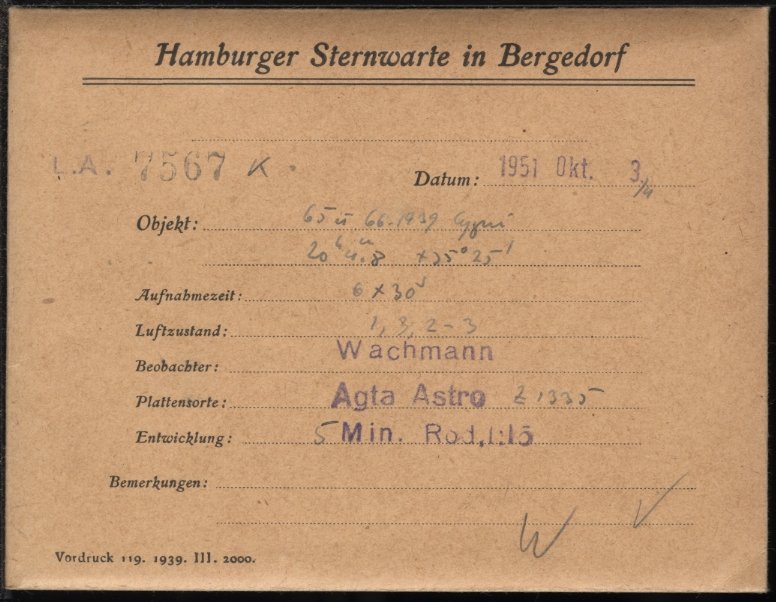 Hamburger Sternwarte in Bergedorf
L.A. 7567 K.
Datum: 1951 Okt. 3/4
Objekt: 65 u 66.1939 Cygni
20h 4m.8 +35° 25'
Aufnahmezeit: 6 x 30s
Luftzustand: 1, 3, 2-3
Beobachter: Wachmann
Plattensorte: Agfa Astro Z 1335
Entwicklung: 5 Min. Rod, 1:15
Bemerkungen:
W
Vordruck 119. 1939. III. 2000.